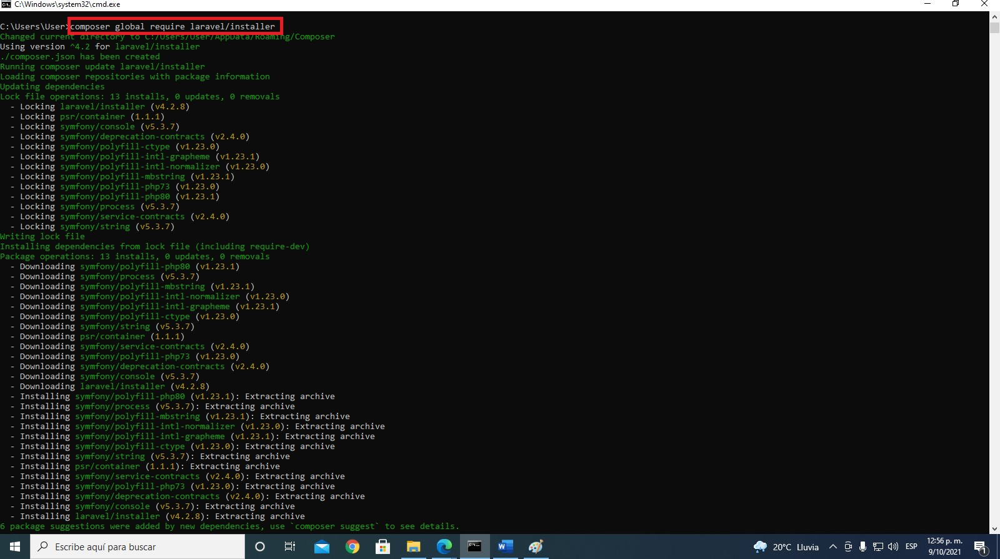 C:\Windows\system32\cmd.exe
C:\Users\User>composer global require laravel/installer
Changed current directory to C:/Users/User/AppData/Roaming/Composer
Using version ^4.2 for laravel/installer
./composer.json has been created
Running composer update laravel/installer
Loading composer repositories with package information
Updating dependencies
Lock file operations: 13 installs, 0 updates, 0 removals
  - Locking laravel/installer (v4.2.8)
  - Locking psr/container (1.1.1)
  - Locking symfony/console (v5.3.7)
  - Locking symfony/deprecation-contracts (v2.4.0)
  - Locking symfony/polyfill-ctype (v1.23.0)
  - Locking symfony/polyfill-intl-grapheme (v1.23.1)
  - Locking symfony/polyfill-intl-normalizer (v1.23.0)
  - Locking symfony/polyfill-mbstring (v1.23.1)
  - Locking symfony/polyfill-php73 (v1.23.0)
  - Locking symfony/polyfill-php80 (v1.23.1)
  - Locking symfony/process (v5.3.7)
  - Locking symfony/service-contracts (v2.4.0)
  - Locking symfony/string (v5.3.7)
Writing lock file
Installing dependencies from lock file (including require-dev)
Package operations: 13 installs, 0 updates, 0 removals
  - Downloading symfony/polyfill-php80 (v1.23.1)
  - Downloading symfony/process (v5.3.7)
  - Downloading symfony/polyfill-mbstring (v1.23.1)
  - Downloading symfony/polyfill-intl-normalizer (v1.23.0)
  - Downloading symfony/polyfill-intl-grapheme (v1.23.1)
  - Downloading symfony/polyfill-ctype (v1.23.0)
  - Downloading symfony/string (v5.3.7)
  - Downloading psr/container (1.1.1)
  - Downloading symfony/service-contracts (v2.4.0)
  - Downloading symfony/polyfill-php73 (v1.23.0)
  - Downloading symfony/deprecation-contracts (v2.4.0)
  - Downloading symfony/console (v5.3.7)
  - Downloading laravel/installer (v4.2.8)
  - Installing symfony/polyfill-php80 (v1.23.1): Extracting archive
  - Installing symfony/process (v5.3.7): Extracting archive
  - Installing symfony/polyfill-mbstring (v1.23.1): Extracting archive
  - Installing symfony/polyfill-intl-normalizer (v1.23.0): Extracting archive
  - Installing symfony/polyfill-intl-grapheme (v1.23.1): Extracting archive
  - Installing symfony/polyfill-ctype (v1.23.0): Extracting archive
  - Installing symfony/string (v5.3.7): Extracting archive
  - Installing psr/container (1.1.1): Extracting archive
  - Installing symfony/service-contracts (v2.4.0): Extracting archive
  - Installing symfony/polyfill-php73 (v1.23.0): Extracting archive
  - Installing symfony/deprecation-contracts (v2.4.0): Extracting archive
  - Installing symfony/console (v5.3.7): Extracting archive
  - Installing laravel/installer (v4.2.8): Extracting archive
6 package suggestions were added by new dependencies, use `composer suggest` to see details.
Escribe aquí para buscar
20°C Lluvia
ESP
12:56 p. m.
9/10/2021
1